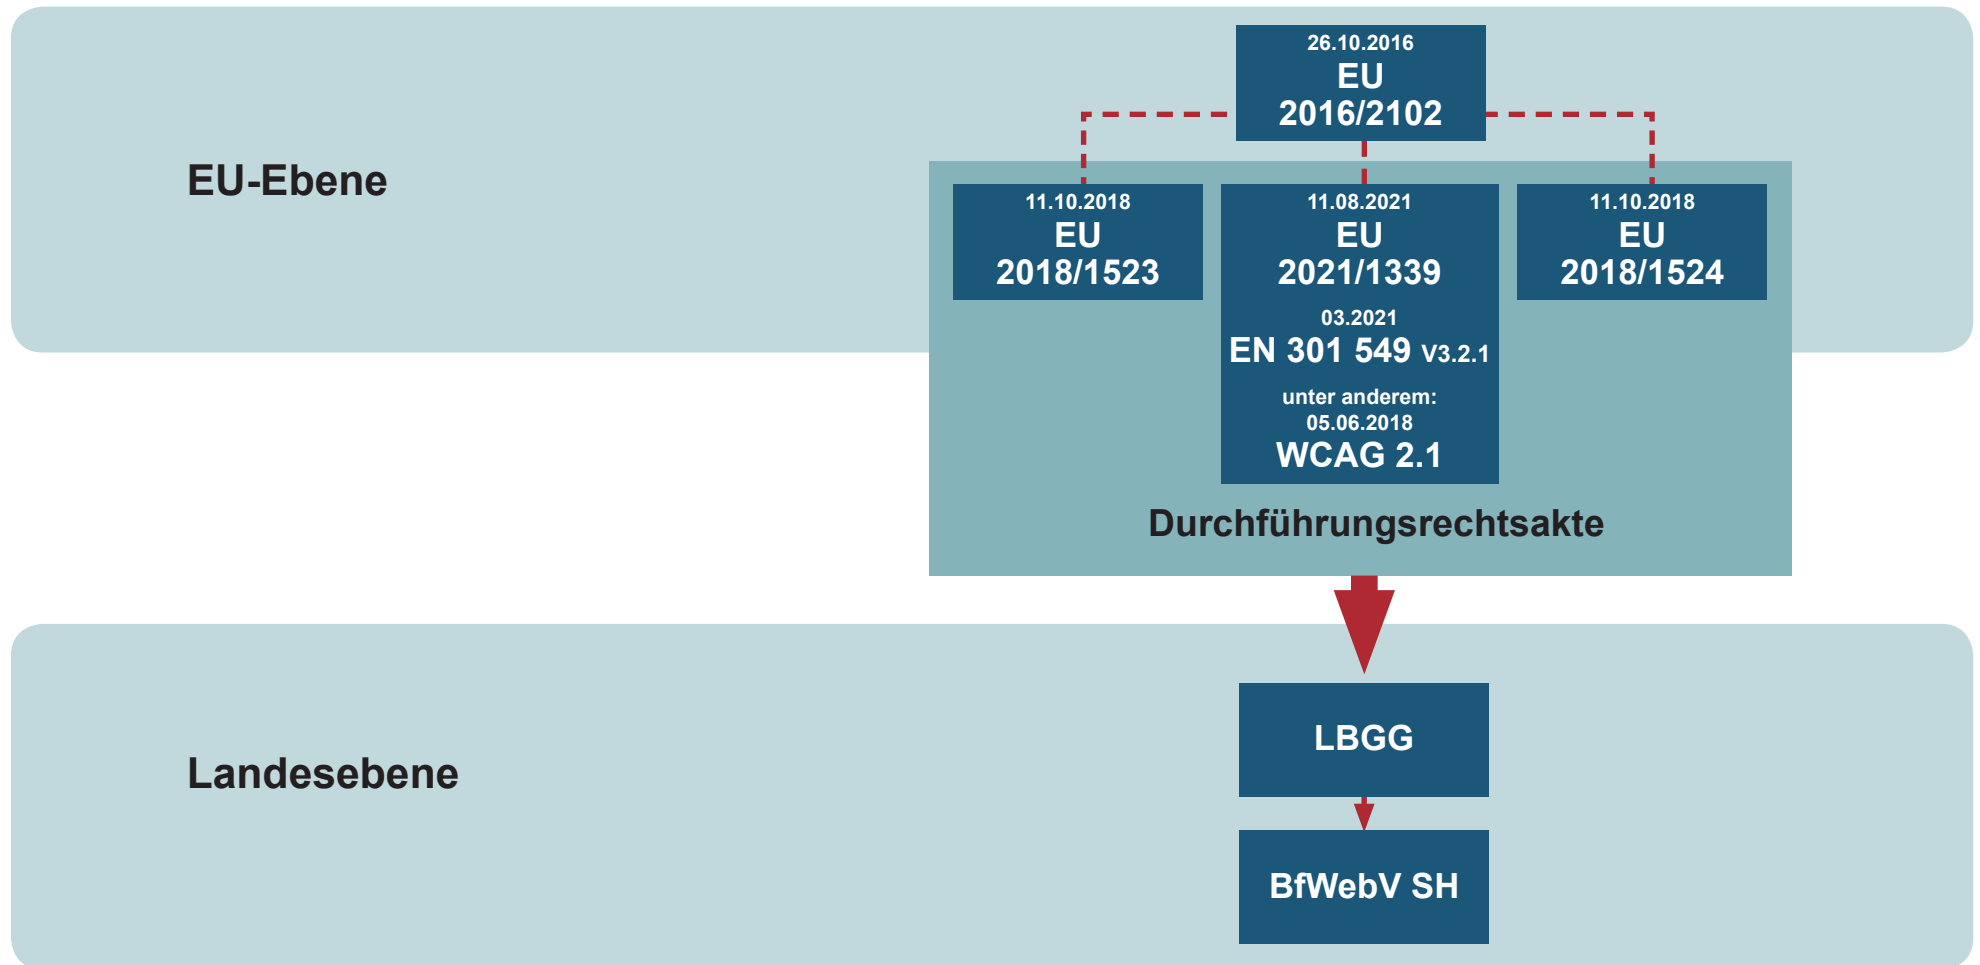 EU-Ebene
26.10.2016
EU
2016/2102
11.10.2018
EU
2018/1523
11.08.2021
EU
2021/1339
03.2021
EN 301 549 V3.2.1
unter anderem:
05.06.2018
WCAG 2.1
11.10.2018
EU
2018/1524
Durchführungsrechtsakte
Landesebene
LBGG
BfWebV SH